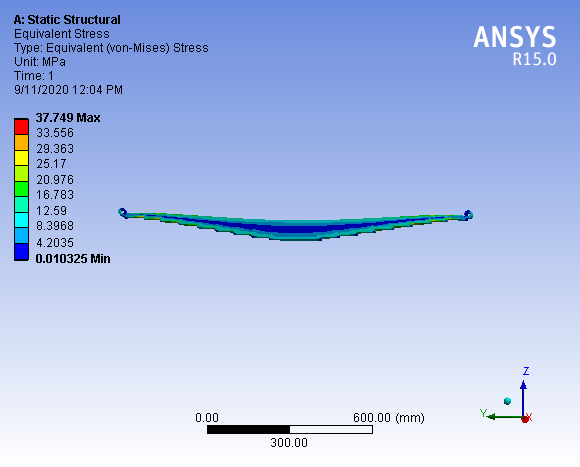 A: Static Structural
Equivalent Stress
Type: Equivalent (von-Mises) Stress
Unit: MPa
Time: 1
9/11/2020 12:04 PM
ANSYS
R15.0
37.749 Max
33.556
29.363
25.17
20.976
16.783
12.59
8.3968
4.2035
0.010325 Min
Z
Y
X
0.00 600.00 (mm)
300.00